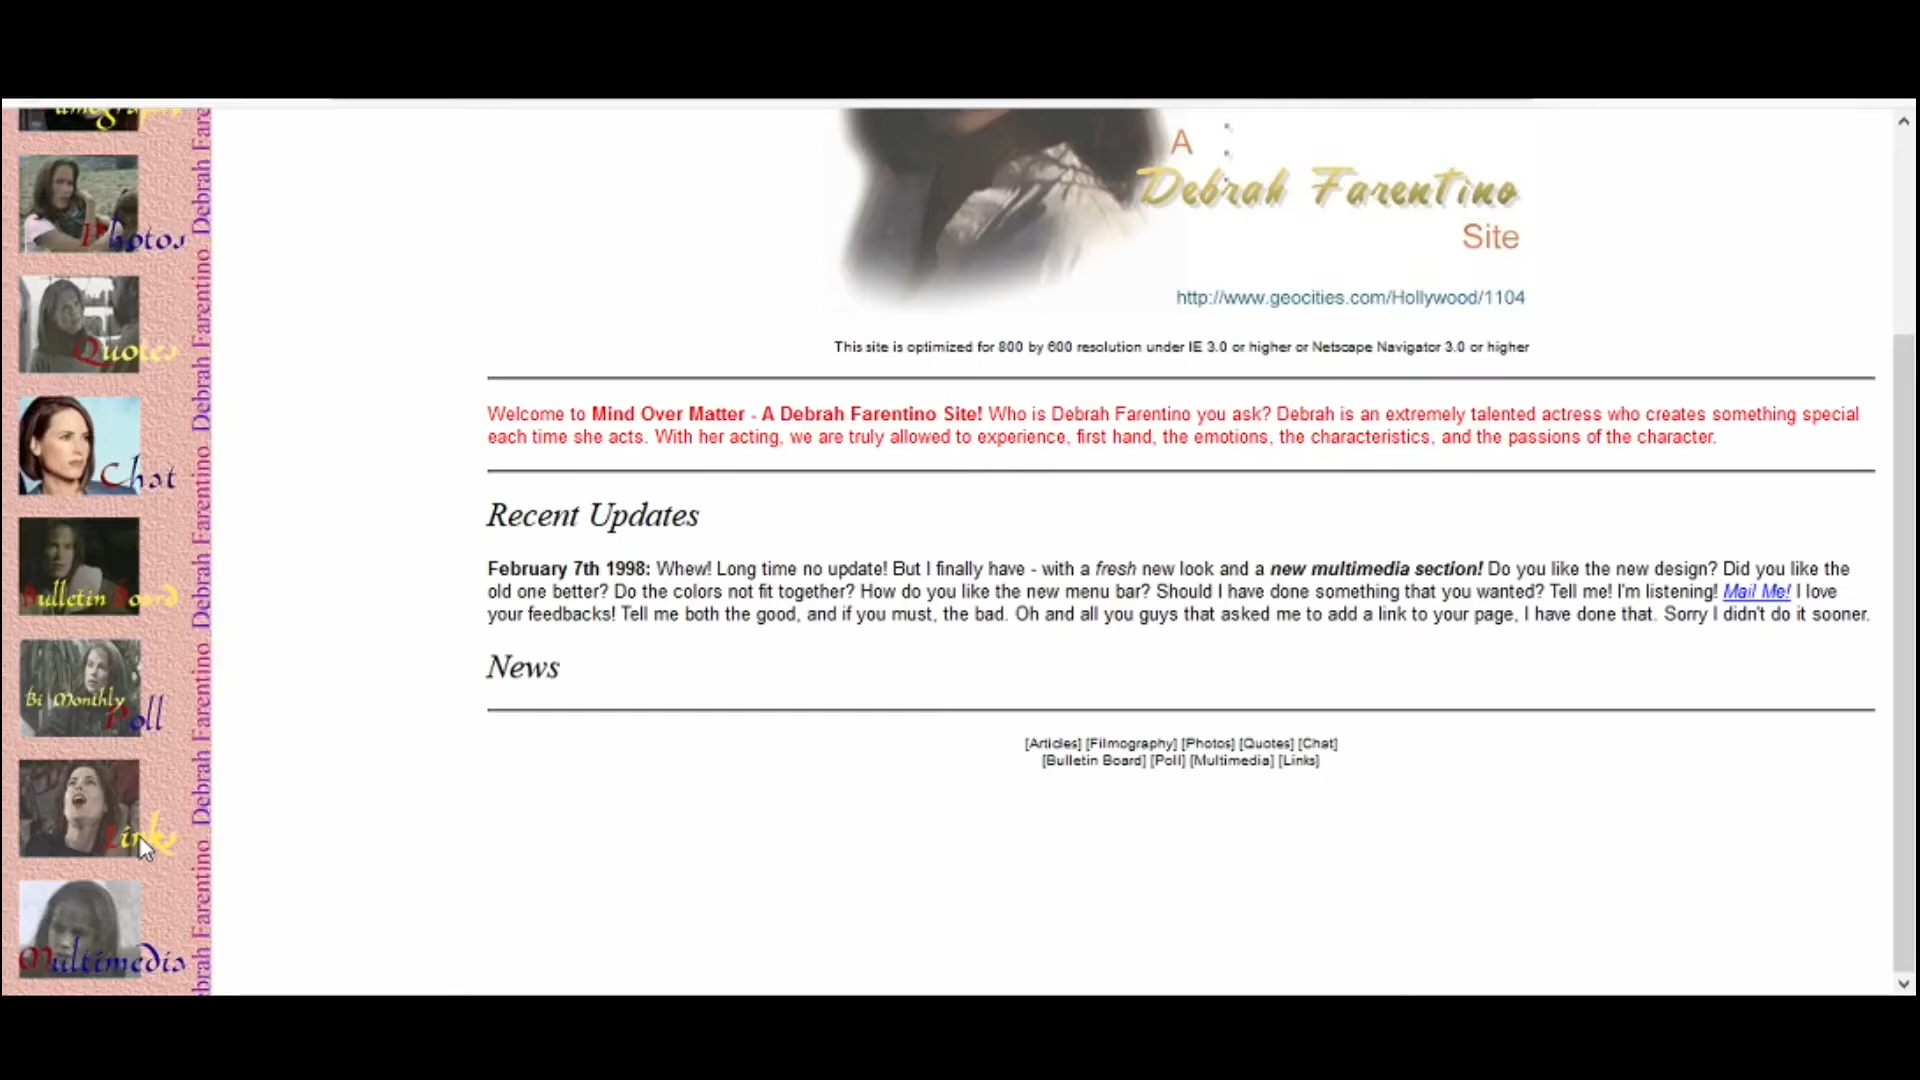 Photos
Quotes
Chat
Bulletin Board
Bi Monthly
Poll
Links
Multimedia
Debrah Farentino Debrah Farentino Debrah Farentino Debrah Farentino
A
Debrah Farentino
Site
http://www.geocities.com/Hollywood/1104
This site is optimized for 800 by 600 resolution under IE 3.0 or higher or Netscape Navigator 3.0 or higher
Welcome to Mind Over Matter - A Debrah Farentino Site! Who is Debrah Farentino you ask? Debrah is an extremely talented actress who creates something special
each time she acts. With her acting, we are truly allowed to experience, first hand, the emotions, the characteristics, and the passions of the character.
Recent Updates
February 7th 1998: Whew! Long time no update! But I finally have - with a fresh new look and a new multimedia section! Do you like the new design? Did you like the
old one better? Do the colors not fit together? How do you like the new menu bar? Should I have done something that you wanted? Tell me! I'm listening! Mail Me! I love
your feedbacks! Tell me both the good, and if you must, the bad. Oh and all you guys that asked me to add a link to your page, I have done that. Sorry I didn't do it sooner.
News
[Articles] [Filmography] [Photos] [Quotes] [Chat]
[Bulletin Board] [Poll] [Multimedia] [Links]